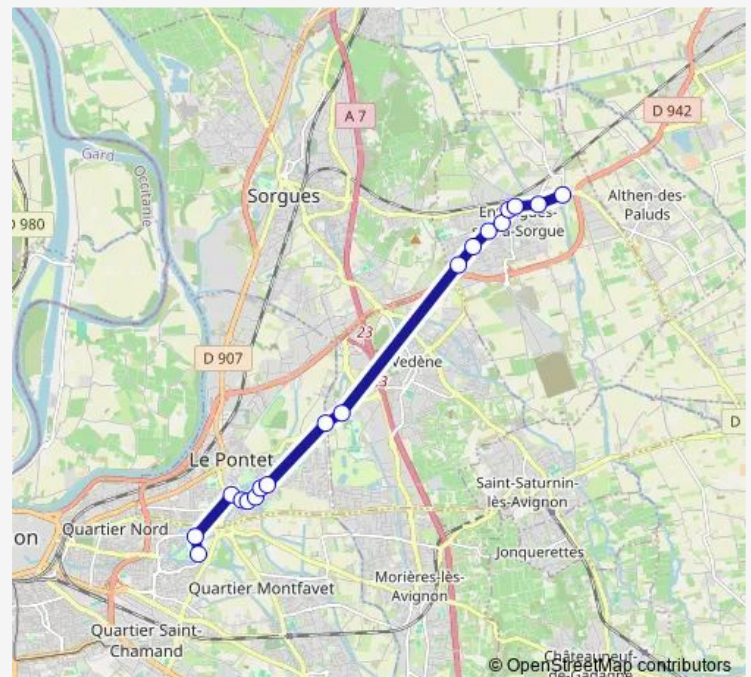 A 7
D 942
Gard
Occitanie
Sorgues
Althen-des-
Paluds
D 980
sur-la-Sorgue
23
D 907
Vedène
D
Le Pontet
Saint-Saturnin-
lès-Avignon
on
Quartier Nord
Jonquerettes
Quartier Montfavet
Morières-lès-
Avignon
Quartier Saint-
Chamand
Châteauneuf-
de-Gadagne
© OpenStreetMap contributors